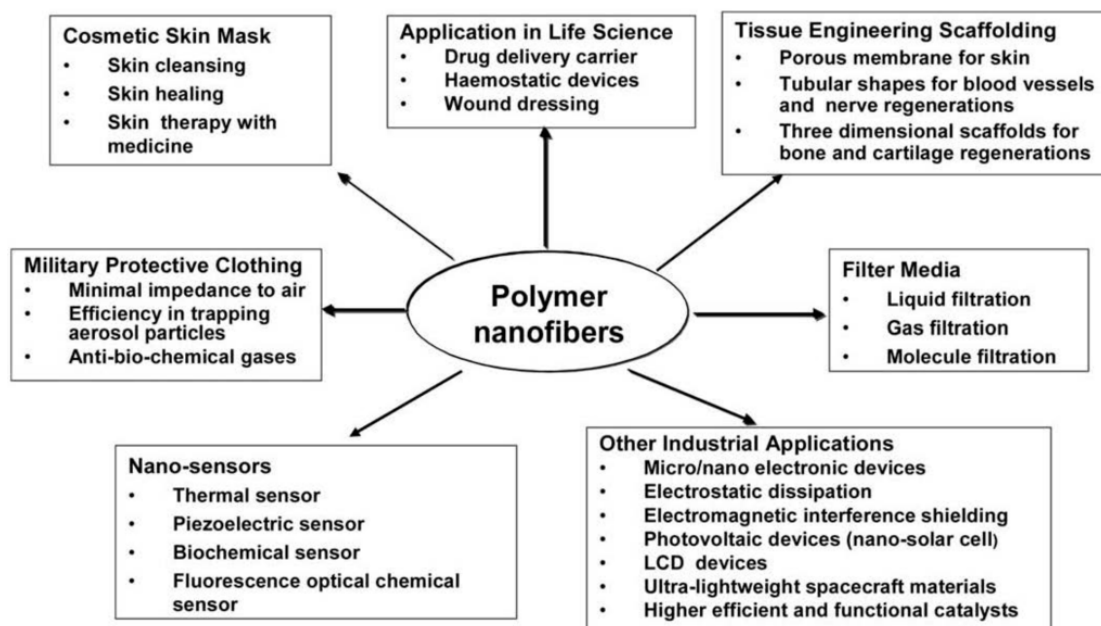 Cosmetic Skin Mask
• Skin cleansing
• Skin healing
• Skin therapy with
medicine
Application in Life Science
• Drug delivery carrier
• Haemostatic devices
• Wound dressing
Tissue Engineering Scaffolding
• Porous membrane for skin
• Tubular shapes for blood vessels
and nerve regenerations
• Three dimensional scaffolds for
bone and cartilage regenerations
Military Protective Clothing
• Minimal impedance to air
• Efficiency in trapping
aerosol particles
• Anti-bio-chemical gases
Polymer
nanofibers
Filter Media
• Liquid filtration
• Gas filtration
• Molecule filtration
Nano-sensors
• Thermal sensor
• Piezoelectric sensor
• Biochemical sensor
• Fluorescence optical chemical
sensor
Other Industrial Applications
• Micro/nano electronic devices
• Electrostatic dissipation
• Electromagnetic interference shielding
• Photovoltaic devices (nano-solar cell)
• LCD devices
• Ultra-lightweight spacecraft materials
• Higher efficient and functional catalysts